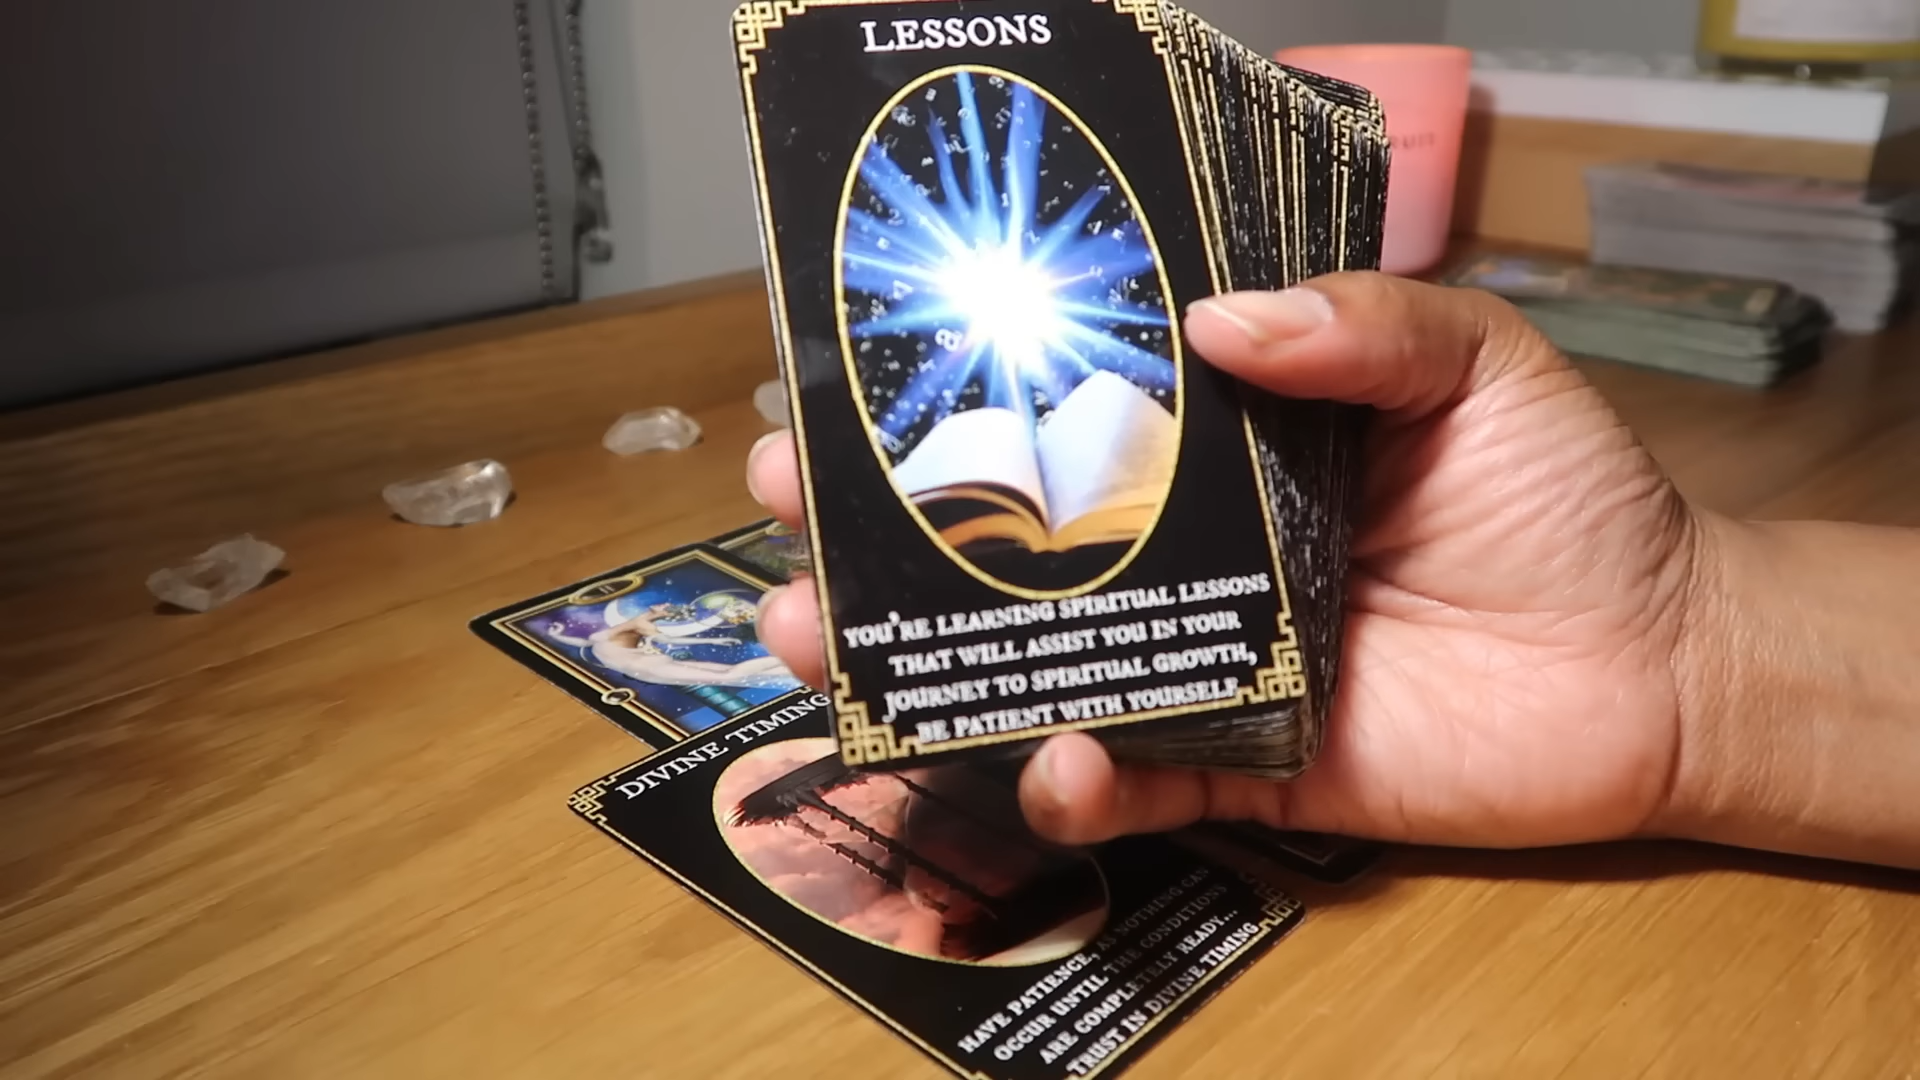 LESSONS
YOU'RE LEARNING SPIRITUAL LESSONS
THAT WILL ASSIST YOU IN YOUR
JOURNEY TO SPIRITUAL GROWTH,
BE PATIENT WITH YOURSELF
II
DIVINE TIMING
HAVE PATIENCE, AS NOTHING CAN
OCCUR UNTIL THE CONDITIONS
ARE COMPLETELY READY...
TRUST IN DIVINE TIMING